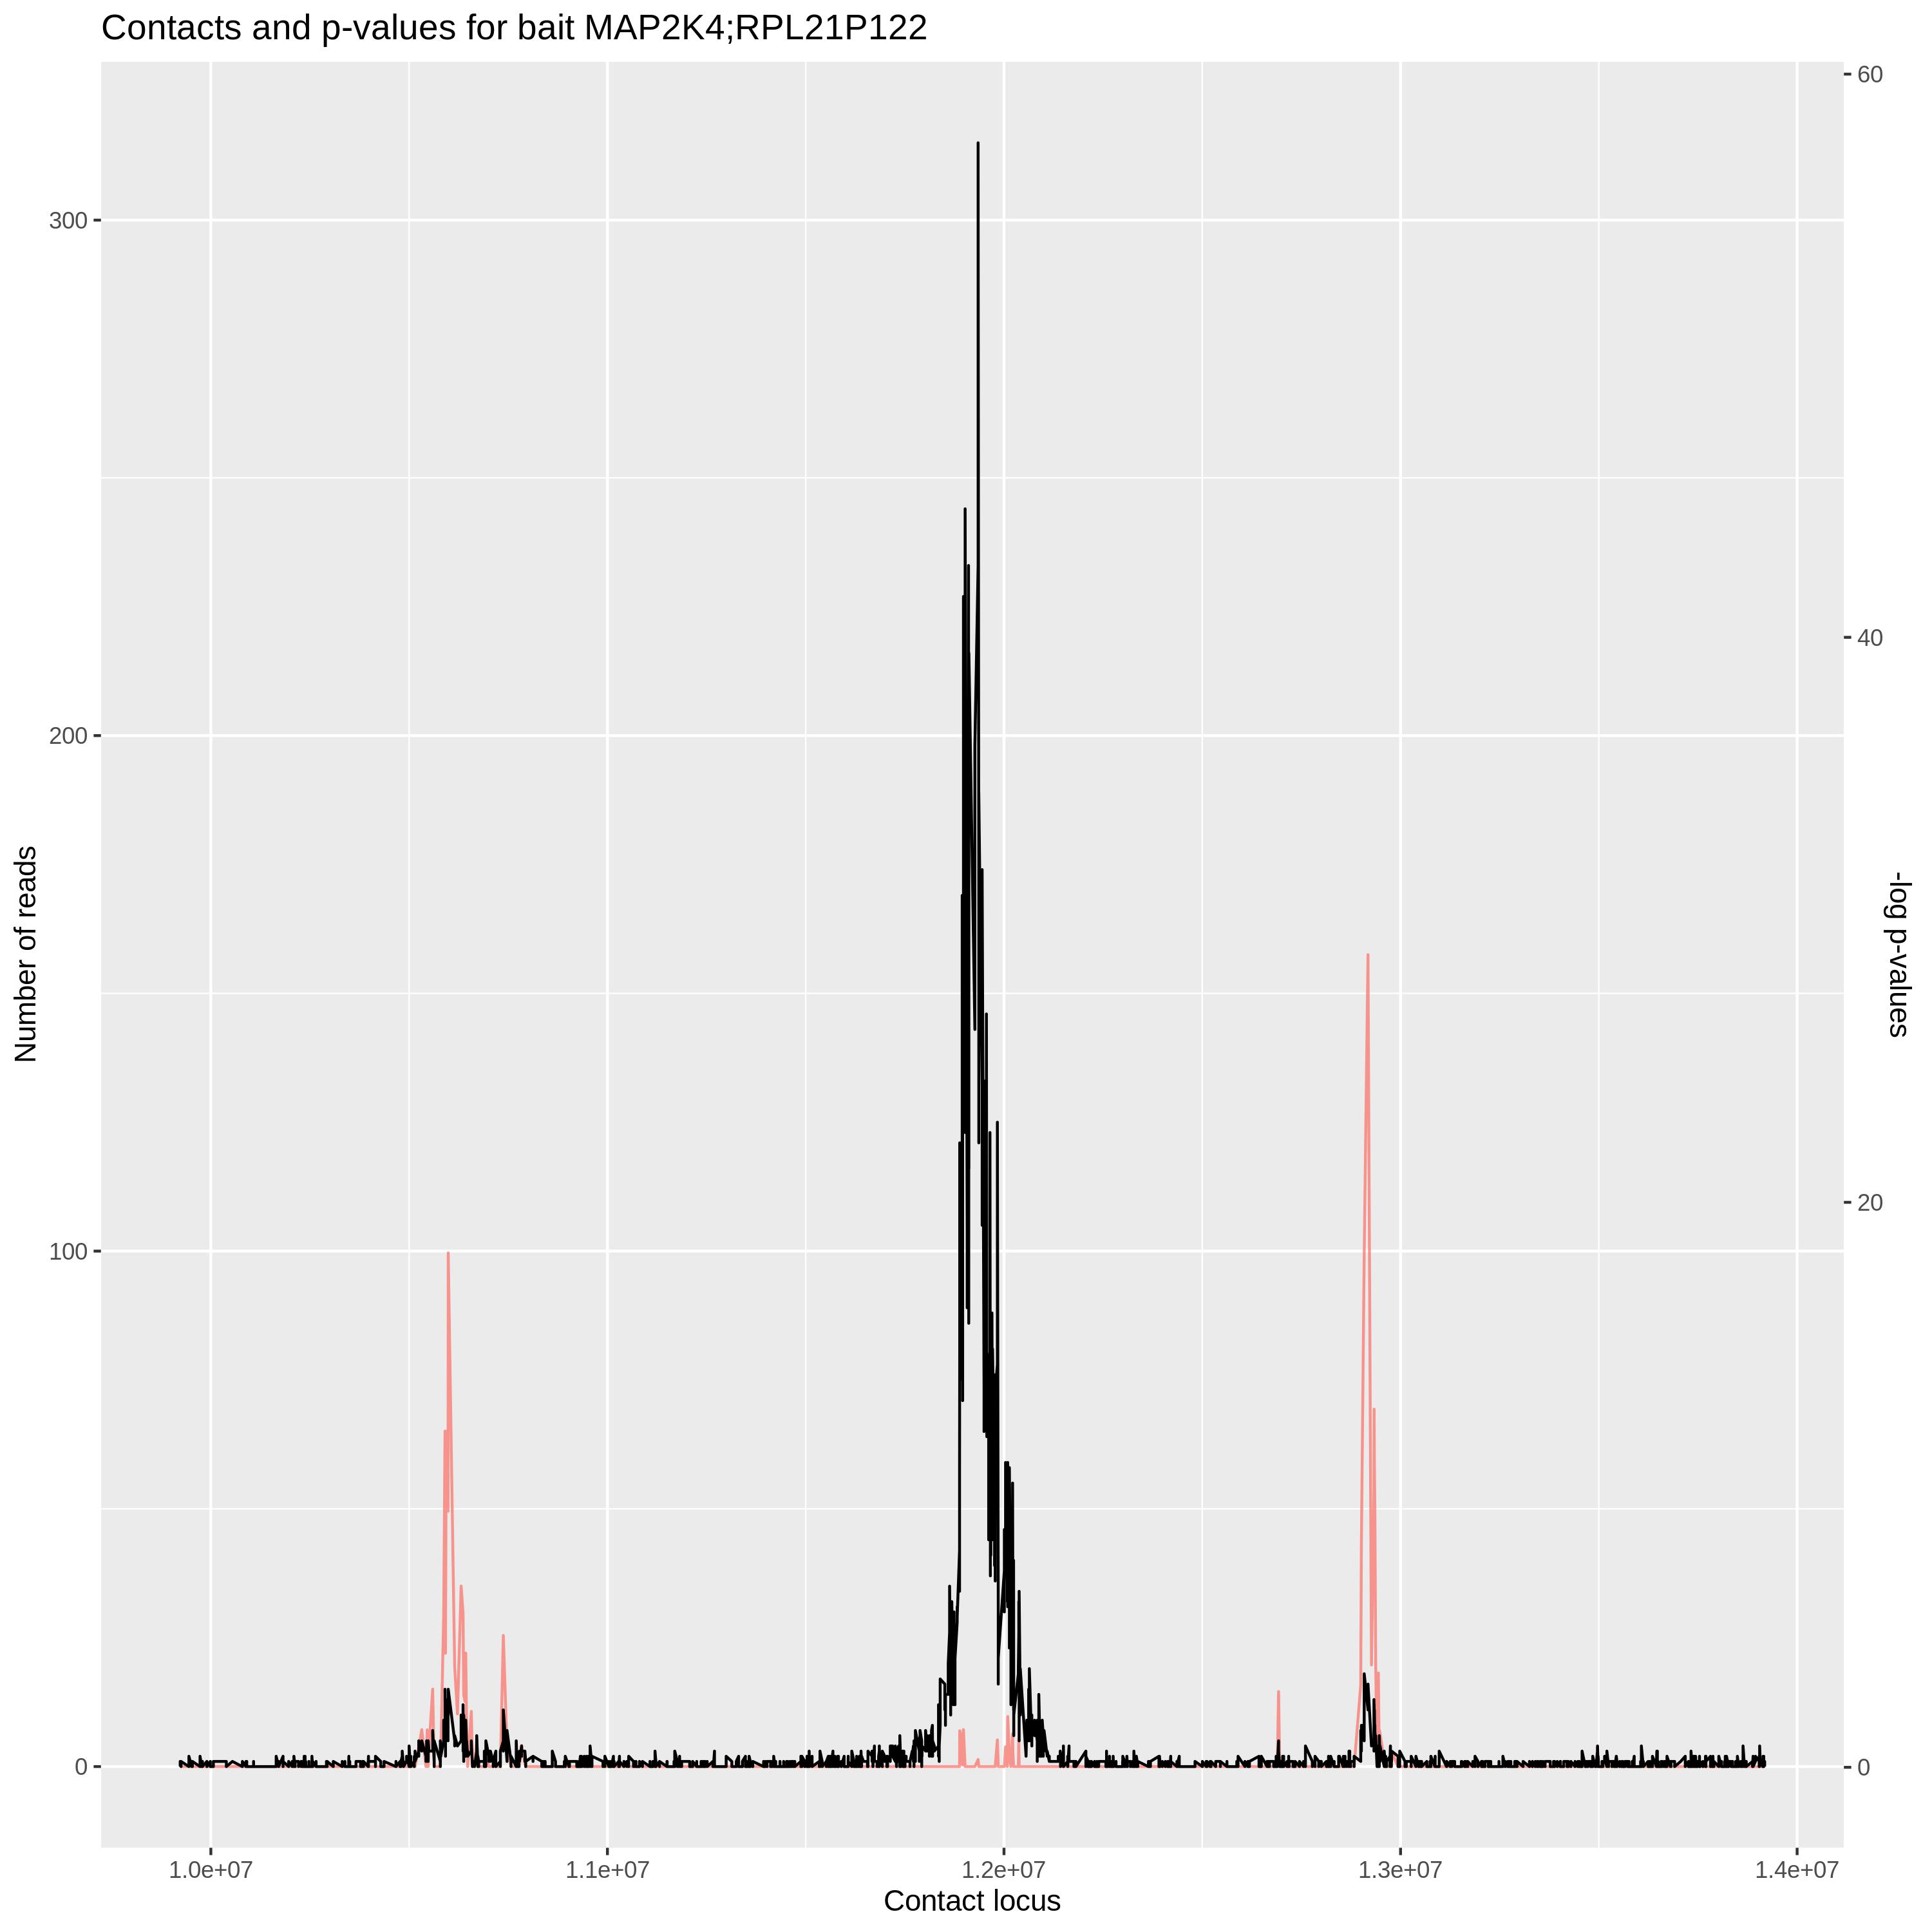 Contacts and p-values for bait MAP2K4;RPL21P122
60
300
40
200
Number of reads
-log p-values
20
100
0
0
1.0e+07
1.1e+07
1.2e+07
1.3e+07
1.4e+07
Contact locus